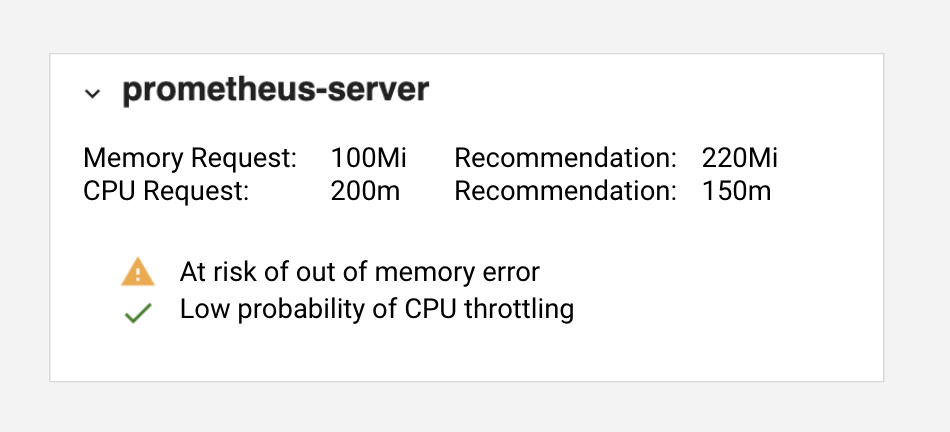 prometheus-server
Memory Request: 100Mi Recommendation: 220Mi
CPU Request: 200m Recommendation: 150m
At risk of out of memory error
Low probability of CPU throttling